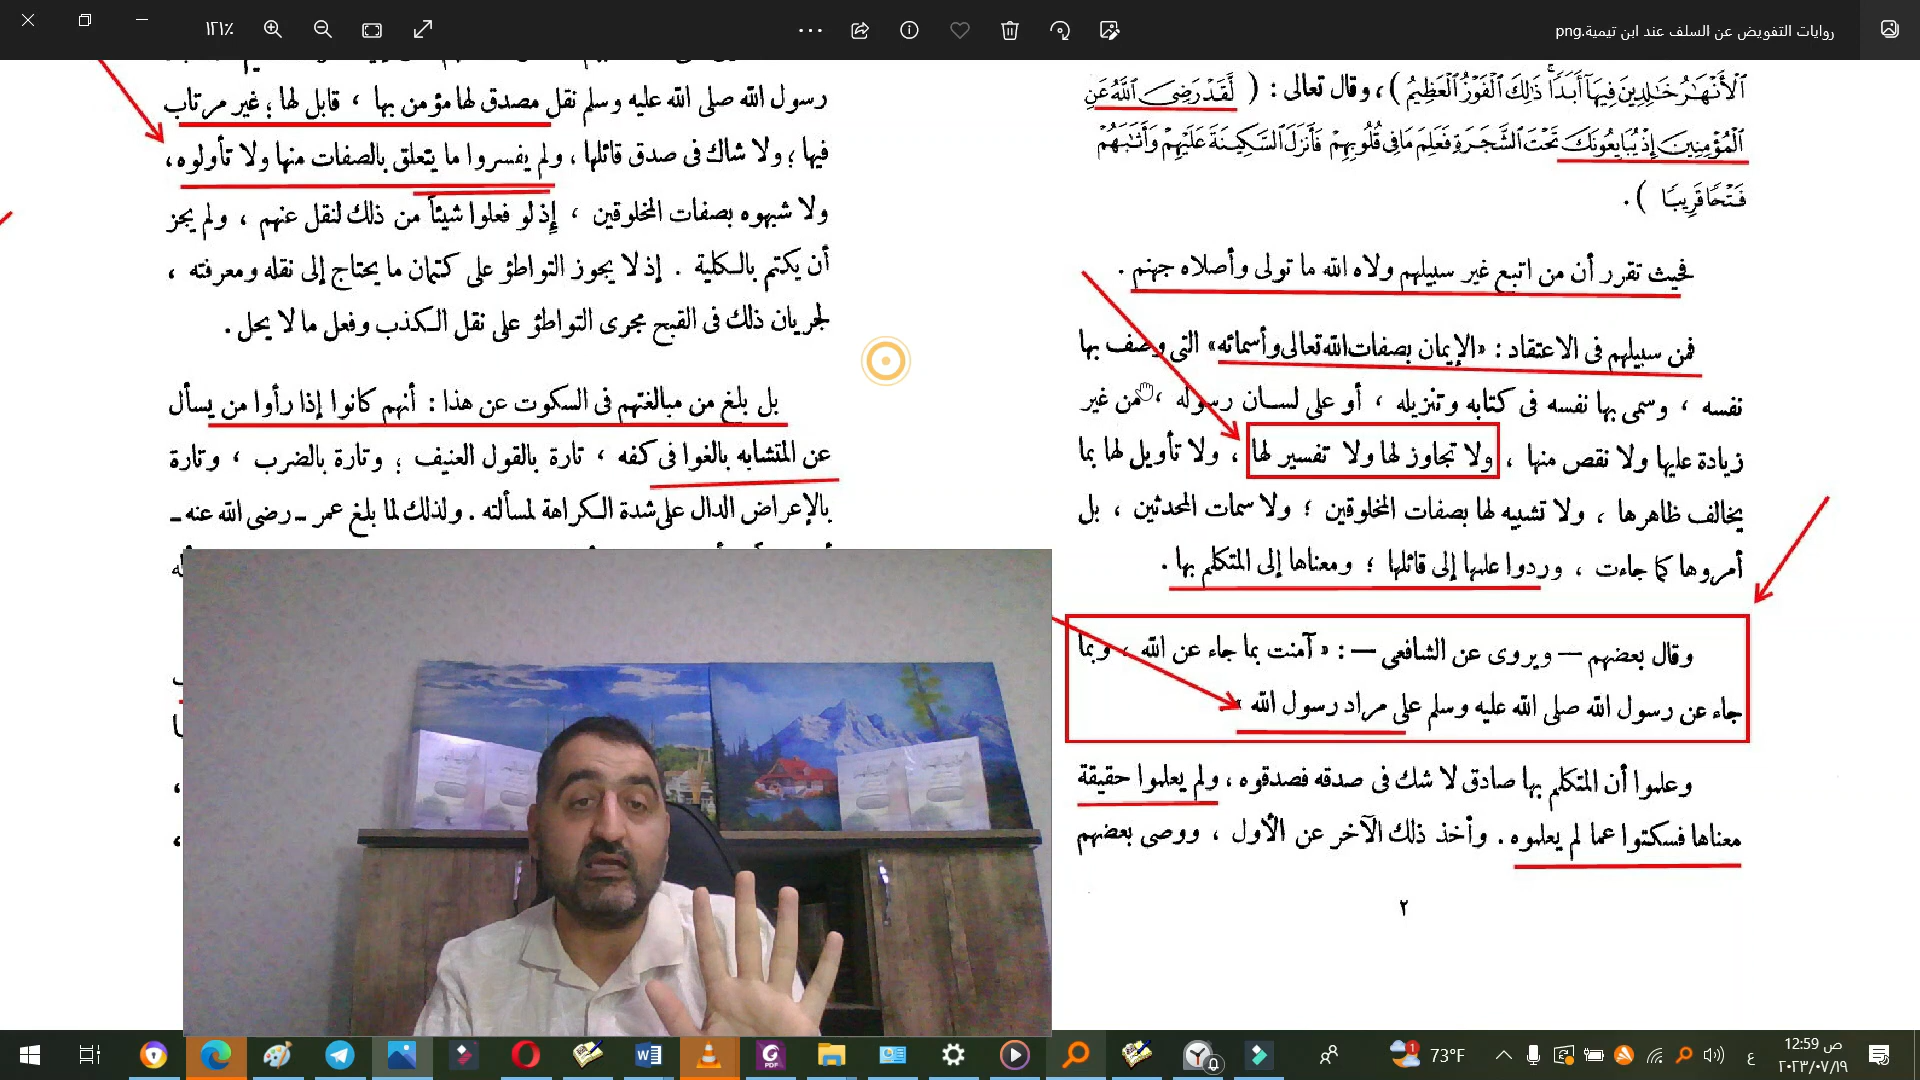 ١٢١٪
روايات التفويض عن السلف عند ابن تيمية.png
الْأَنْهَارُ خَالِدِينَ فِيهَا أَبَدًا ذَٰلِكَ الْفَوْزُ الْعَظِيمُ ) ، وقال تعالى : ( لَّقَدْ رَضِيَ اللَّهُ عَنِ
الْمُؤْمِنِينَ إِذْ يُبَايِعُونَكَ تَحْتَ الشَّجَرَةِ فَعَلِمَ مَا فِي قُلُوبِهِمْ فَأَنزَلَ السَّكِينَةَ عَلَيْهِمْ وَأَثَابَهُمْ
فَتْحًا قَرِيبًا ) .
فحيث تقرر أن من اتبع غير سبيلهم ولاه الله ما تولى وأصلاه جهنم .
فمن سبيلهم فى الاعتقاد : «الإيمان بصفات الله تعالى وأسمائه» التى وصف بها
نفسه ، وسمى بها نفسه فى كتابه وتنزيله ، أو على لسان رسوله ، من غير
زيادة عليها ولا نقص منها ، ولا تجاوز لها ولا تفسير لها ، ولا تأويل لها بما
يخالف ظاهرها ، ولا تشبيه لها بصفات المخلوقين ؛ ولا سمات المحدثين ، بل
أمروها كما جاءت ، وردوا علمها إلى قائلها ؛ ومعناها إلى المتكلم بها .
وقال بعضهم — ويروى عن الشافعى — : « آمنت بما جاء عن الله ، وبما
جاء عن رسول الله صلى الله عليه وسلم على مراد رسول الله »
وعلموا أن المتكلم بها صادق لا شك فى صدقه فصدقوه ، ولم يعلموا حقيقة
معناها فسكتوا عما لم يعلموه . وأخذ ذلك الآخر عن الأول ، ووصى بعضهم
٢
رسول الله صلى الله عليه وسلم نقل مصدق لها مؤمن بها ، قابل لها ؛ غير مرتاب
فيها ؛ ولا شاك فى صدق قائلها ، ولم يفسروا ما يتعلق بالصفات منها ولا تأولوه ،
ولا شبهوه بصفات المخلوقين ، إذ لو فعلوا شيئاً من ذلك لنقل عنهم ، ولم يجز
أن يكتم بالكلية . إذ لا يجوز التواطؤ على كتمان ما يحتاج إلى نقله ومعرفته ،
لجريان ذلك فى القبح مجرى التواطؤ على نقل الكذب وفعل ما لا يحل .
بل بلغ من مبالغتهم فى السكوت عن هذا : أنهم كانوا إذا رأوا من يسأل
عن المتشابه بالغوا فى كفه ، تارة بالقول العنيف ؛ وتارة بالضرب ، وتارة
بالإعراض الدال على شدة الكراهة لمسألته . ولذلك لما بلغ عمر ـ رضى الله عنه ـ
PDF
1
73°F
ع
12:59 ص
٢٠٢٣/٠٧/١٩